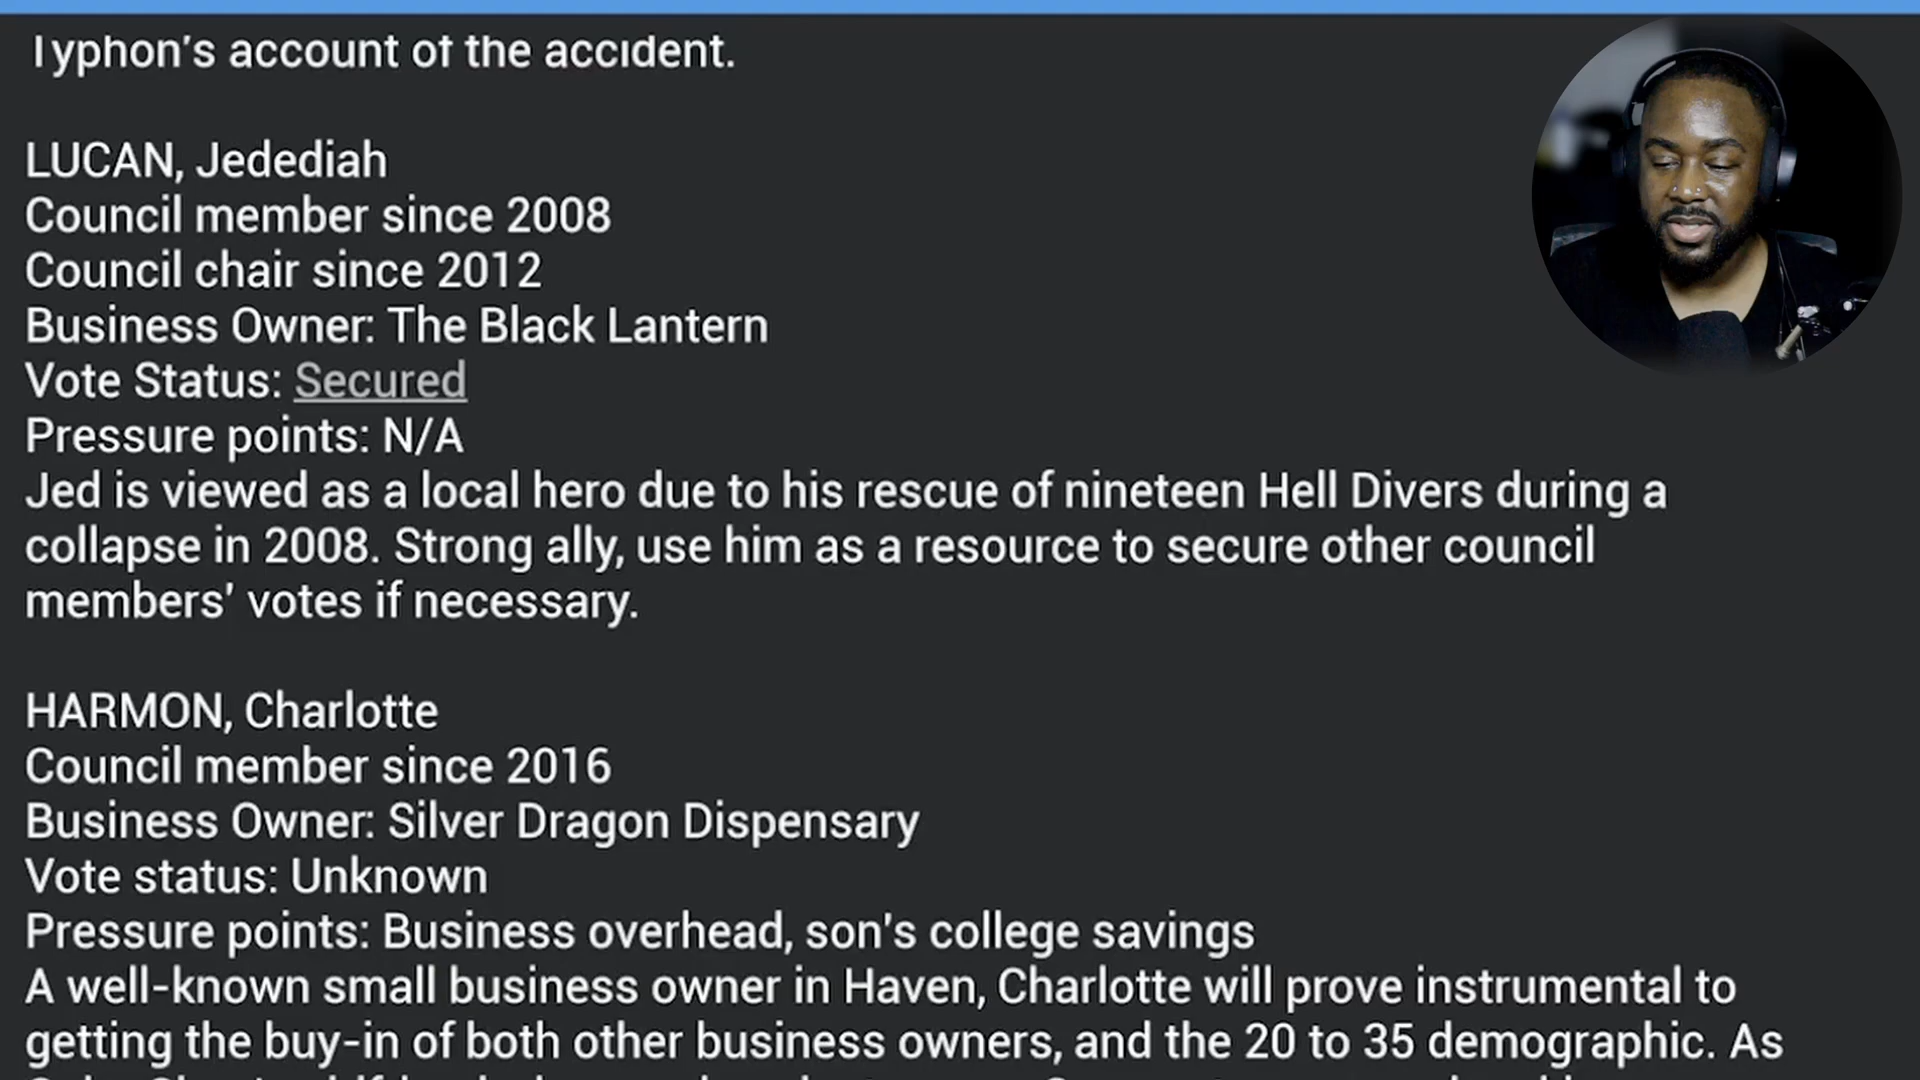 Typhon's account of the accident.
LUCAN, Jedediah
Council member since 2008
Council chair since 2012
Business Owner: The Black Lantern
Vote Status: Secured
Pressure points: N/A
Jed is viewed as a local hero due to his rescue of nineteen Hell Divers during a
collapse in 2008. Strong ally, use him as a resource to secure other council
members' votes if necessary.
HARMON, Charlotte
Council member since 2016
Business Owner: Silver Dragon Dispensary
Vote status: Unknown
Pressure points: Business overhead, son's college savings
A well-known small business owner in Haven, Charlotte will prove instrumental to
getting the buy-in of both other business owners, and the 20 to 35 demographic. As